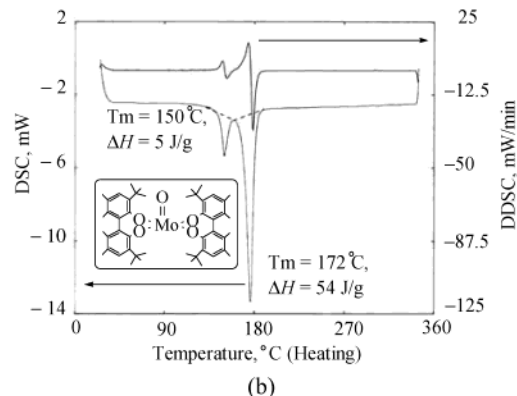 2
25
−2
−12.5
Tm = 150°C,
ΔH = 5 J/g
DSC, mW
−6
−50
DDSC, mW/min
O
O
O
Mo
O
O
−10
−87.5
Tm = 172°C,
ΔH = 54 J/g
−14
−125
0
90
180
270
360
Temperature, °C (Heating)
(b)